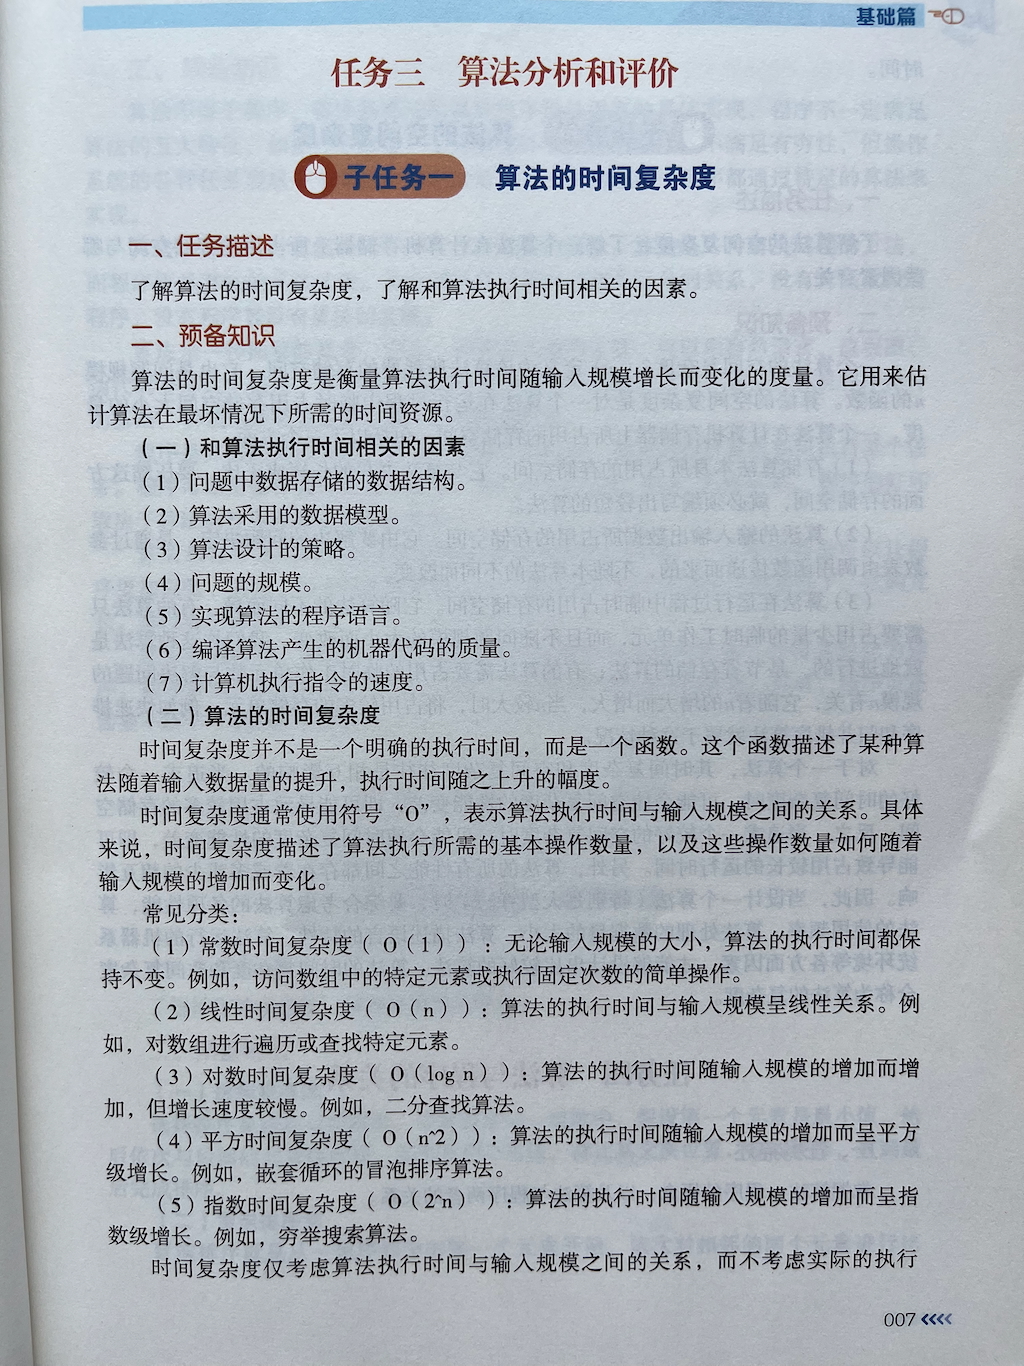 基础篇
任务三 算法分析和评价
子任务一 算法的时间复杂度
一、任务描述
了解算法的时间复杂度，了解和算法执行时间相关的因素。
二、预备知识
算法的时间复杂度是衡量算法执行时间随输入规模增长而变化的度量。它用来估
计算法在最坏情况下所需的时间资源。
（一）和算法执行时间相关的因素
（1）问题中数据存储的数据结构。
（2）算法采用的数据模型。
（3）算法设计的策略。
（4）问题的规模。
（5）实现算法的程序语言。
（6）编译算法产生的机器代码的质量。
（7）计算机执行指令的速度。
（二）算法的时间复杂度
时间复杂度并不是一个明确的执行时间，而是一个函数。这个函数描述了某种算
法随着输入数据量的提升，执行时间随之上升的幅度。
时间复杂度通常使用符号“O”，表示算法执行时间与输入规模之间的关系。具体
来说，时间复杂度描述了算法执行所需的基本操作数量，以及这些操作数量如何随着
输入规模的增加而变化。
常见分类：
（1）常数时间复杂度（ O（1））：无论输入规模的大小，算法的执行时间都保
持不变。例如，访问数组中的特定元素或执行固定次数的简单操作。
（2）线性时间复杂度（ O（n））：算法的执行时间与输入规模呈线性关系。例
如，对数组进行遍历或查找特定元素。
（3）对数时间复杂度（ O（log n））：算法的执行时间随输入规模的增加而增
加，但增长速度较慢。例如，二分查找算法。
（4）平方时间复杂度（ O（n^2））：算法的执行时间随输入规模的增加而呈平方
级增长。例如，嵌套循环的冒泡排序算法。
（5）指数时间复杂度（ O（2^n） ）：算法的执行时间随输入规模的增加而呈指
数级增长。例如，穷举搜索算法。
时间复杂度仅考虑算法执行时间与输入规模之间的关系，而不考虑实际的执行
007